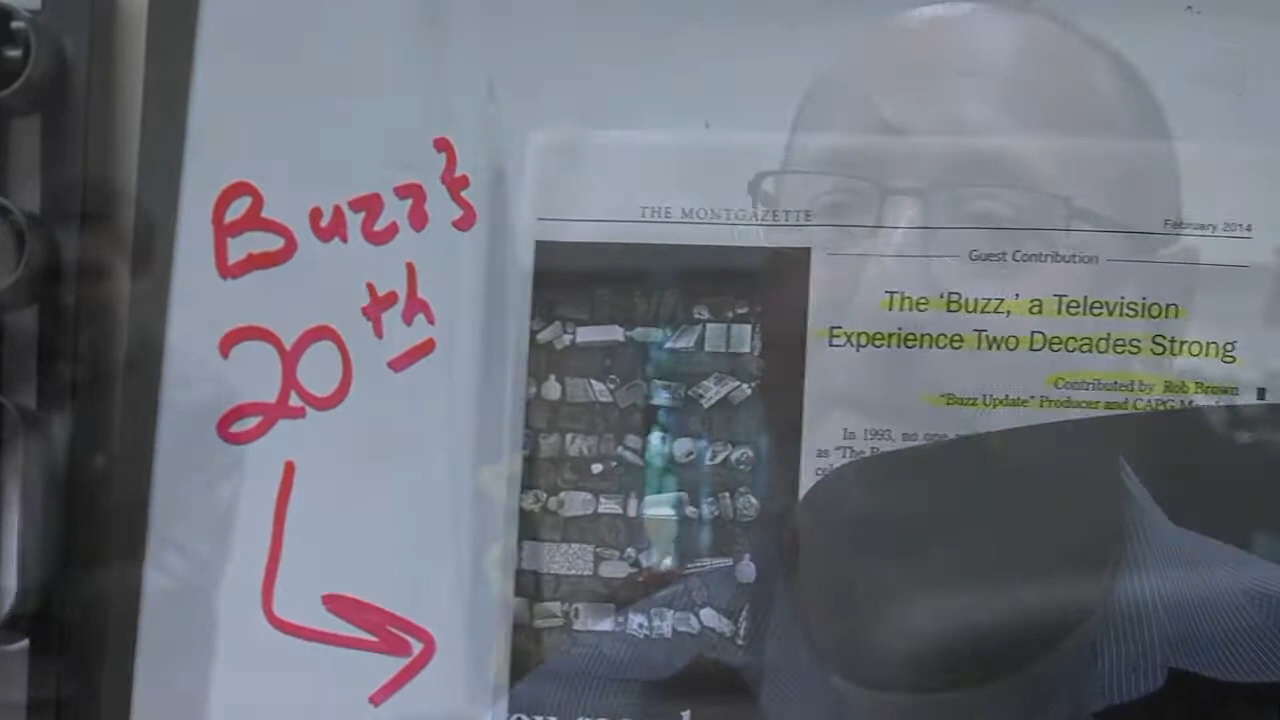 Buzz's
20th
THE MONTGAZETTE
February 2014
Guest Contribution
The ‘Buzz,’ a Television
Experience Two Decades Strong
Contributed by Rob Brown
“Buzz Update” Producer and CAPG
In 1993, no one
as “The